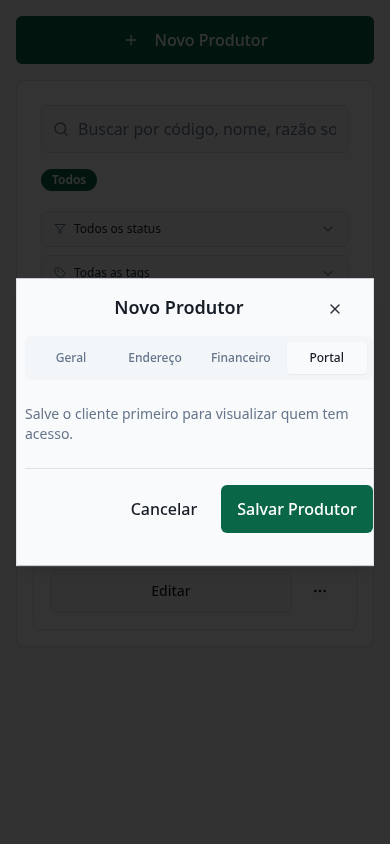 Novo Produtor
Buscar por código, nome, razão so
Todos
Todos os status
Todas as tags
Novo Produtor
Geral
Endereço
Financeiro
Portal
Salve o cliente primeiro para visualizar quem tem
acesso.
Cancelar
Salvar Produtor
Editar